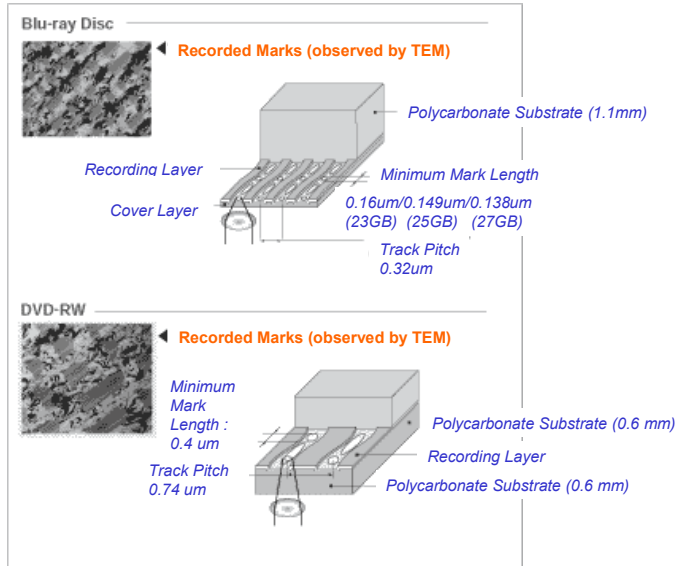 Blu-ray Disc
Recorded Marks (observed by TEM)
Polycarbonate Substrate (1.1mm)
Recording Layer
Minimum Mark Length
Cover Layer
0.16um/0.149um/0.138um
(23GB) (25GB) (27GB)
Track Pitch
0.32um
DVD-RW
Recorded Marks (observed by TEM)
Minimum
Mark
Length :
0.4 um
Polycarbonate Substrate (0.6 mm)
Track Pitch
0.74 um
Recording Layer
Polycarbonate Substrate (0.6 mm)